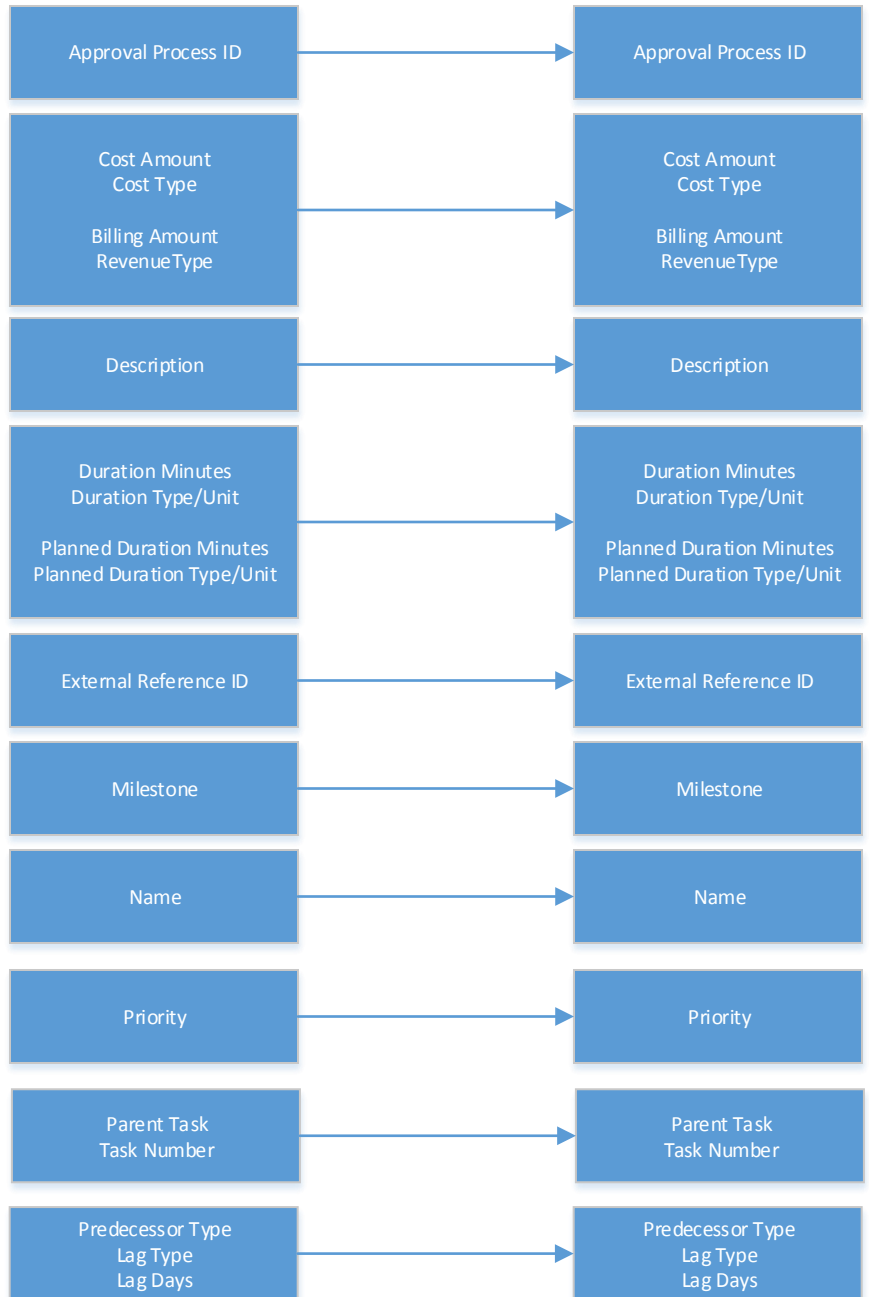 Approval Process ID
Approval Process ID
Cost Amount
Cost Type
Billing Amount
RevenueType
Cost Amount
Cost Type
Billing Amount
RevenueType
Description
Description
Duration Minutes
Duration Type/Unit
Planned Duration Minutes
Planned Duration Type/Unit
Duration Minutes
Duration Type/Unit
Planned Duration Minutes
Planned Duration Type/Unit
External Reference ID
External Reference ID
Milestone
Milestone
Name
Name
Priority
Priority
Parent Task
Task Number
Parent Task
Task Number
Predecessor Type
Lag Type
Lag Days
Predecessor Type
Lag Type
Lag Days